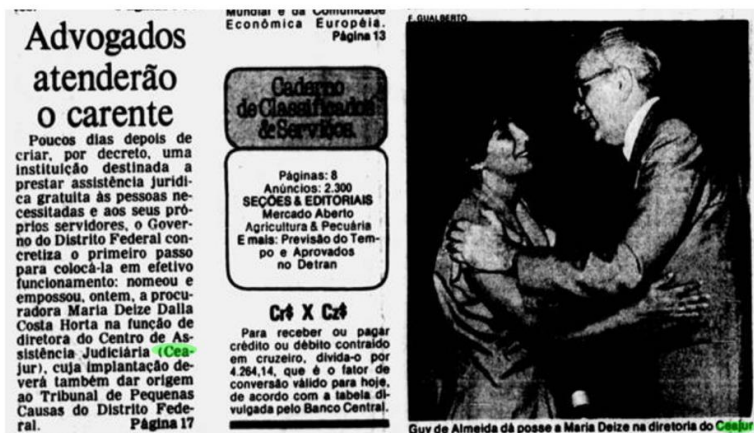 Advogados
atenderão
o carente
Poucos dias depois de
criar, por decreto, uma
instituição destinada a
prestar assistência jurídi-
ca gratuita às pessoas ne-
cessitadas e aos seus pró-
prios servidores, o Gover-
no do Distrito Federal con-
cretiza o primeiro passo
para colocá-la em efetivo
funcionamento: nomeou e
empossou, ontem, a procu-
radora Maria Deize Dalla
Costa Horta na função de
diretora do Centro de As-
sistência Judiciária (Cea-
jur), cuja implantação de-
verá também dar origem
ao Tribunal de Pequenas
Causas do Distrito Fede-
ral. Página 17
Mundial e da Comunidade
Econômica Européia.
Página 13
Caderno
de Classificados
& Serviços
Páginas: 8
Anúncios: 2.300
SEÇÕES & EDITORIAIS
Mercado Aberto
Agricultura & Pecuária
E mais: Previsão do Tem-
po e Aprovados
no Detran
Cr$ X Cz$
Para receber ou pagar
crédito ou débito contraído
em cruzeiro, divida-o por
4.264,14, que é o fator de
conversão válido para hoje,
de acordo com a tabela di-
vulgada pelo Banco Central.
F. GUALBERTO
Guy de Almeida dá posse a Maria Deize na diretoria do Ceajur